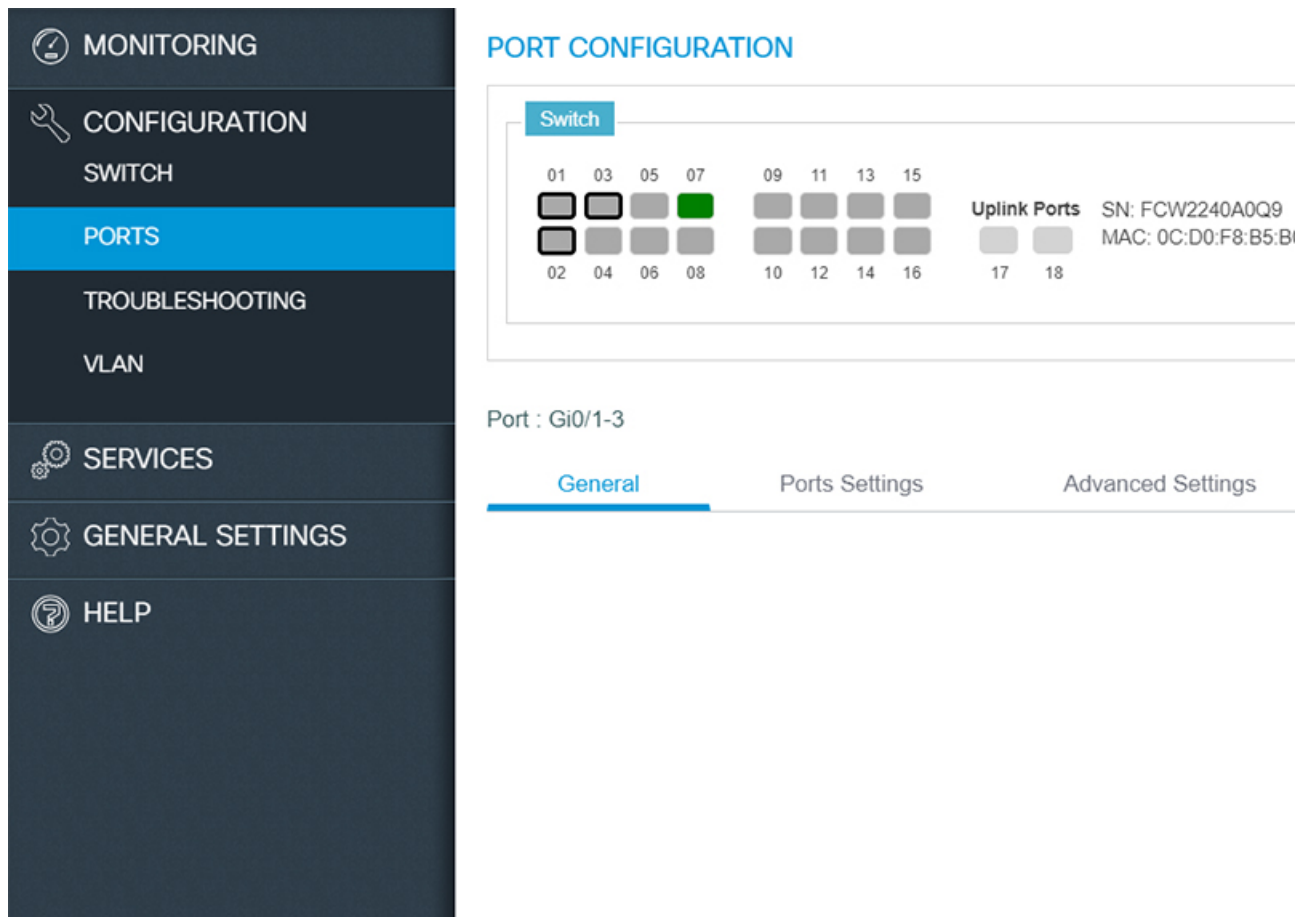 MONITORING
CONFIGURATION
SWITCH
PORTS
TROUBLESHOOTING
VLAN
SERVICES
GENERAL SETTINGS
HELP
PORT CONFIGURATION
Switch
01 03 05 07 09 11 13 15
Uplink Ports SN: FCW2240A0Q9
MAC: 0C:D0:F8:B5:
02 04 06 08 10 12 14 16 17 18
Port : Gi0/1-3
General Ports Settings Advanced Settings